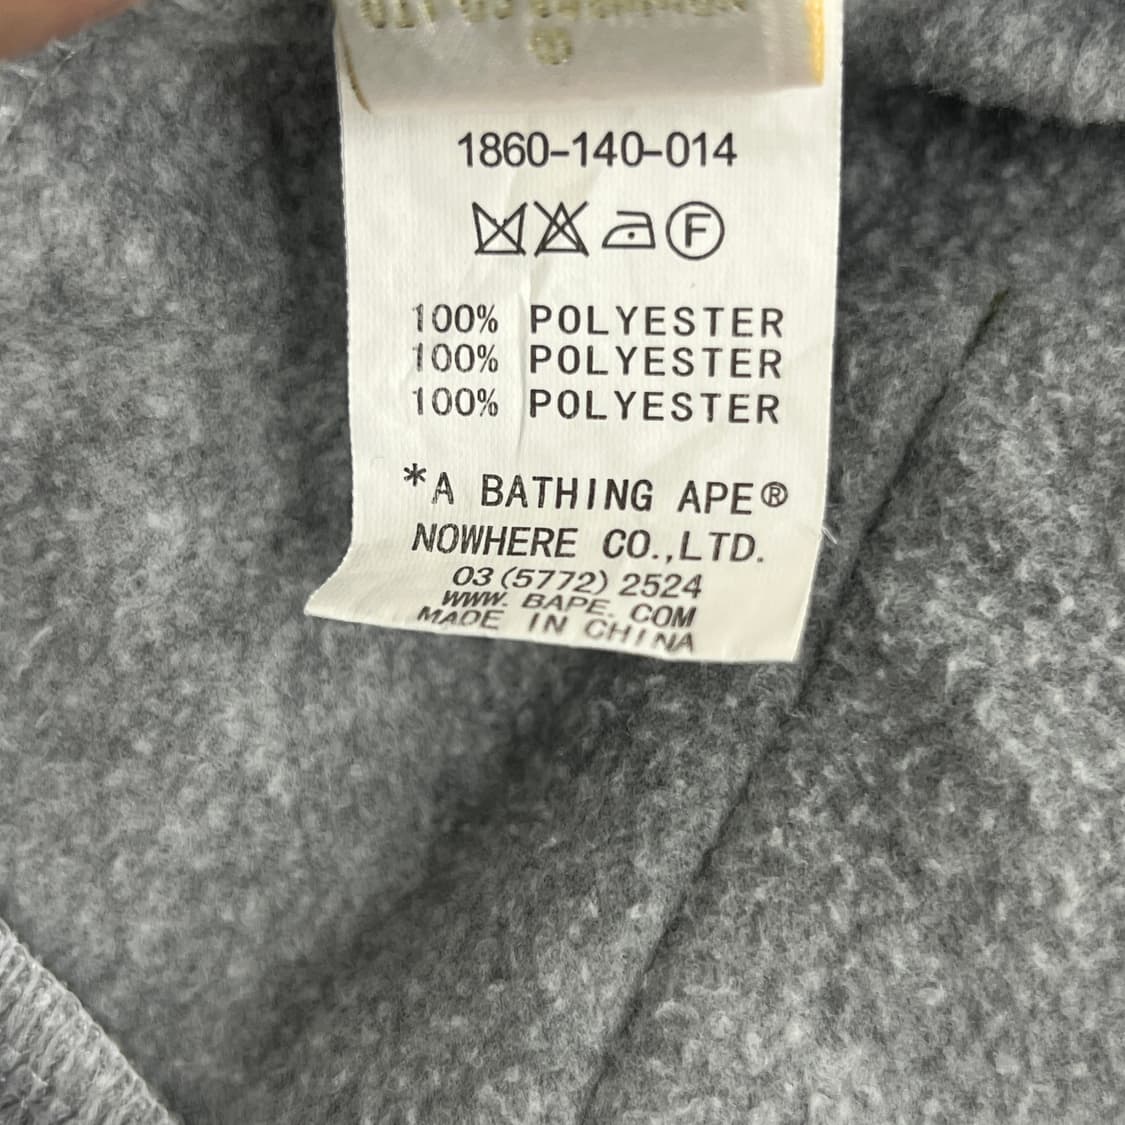 1860-140-014
F
100% POLYESTER
100% POLYESTER
100% POLYESTER
*A BATHING APE®
NOWHERE CO.,LTD.
03 (5772) 2524
WWW. BAPE. COM
MADE IN CHINA